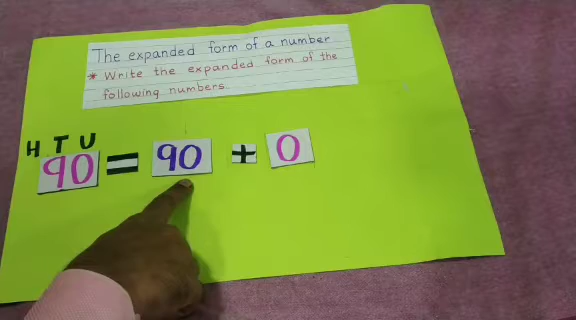 The expanded form of a number
* Write the expanded form of the
following numbers.
H T U
90 = 90 + 0